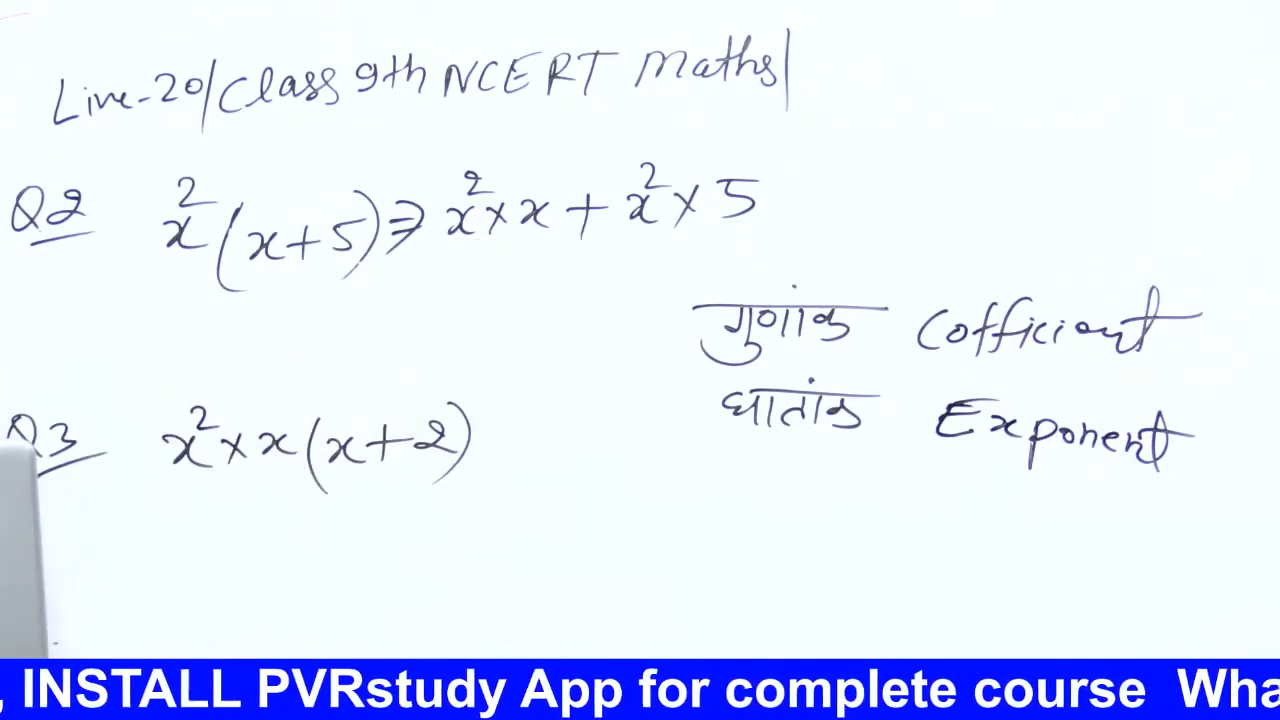 Live-20/Class 9th NCERT Maths|
Q2 x²(x+5) ⇒ x²×x + x²×5
गुणांक Cofficient
घातांक Exponent
Q3 x²×x(x+2)
, INSTALL PVRstudy App for complete course Wha